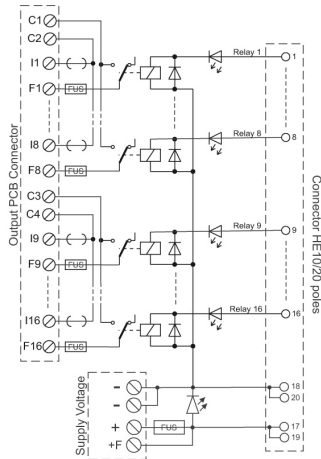 C1
C2
I1
F1
FUS
Relay 1
1
I8
F8
FUS
Relay 8
8
C3
C4
I9
F9
FUS
Relay 9
9
I16
F16
FUS
Relay 16
16
Output PCB Connector
Connector HE10/20 poles
Supply Voltage
-
-
+
+F
FUS
18
20
17
19